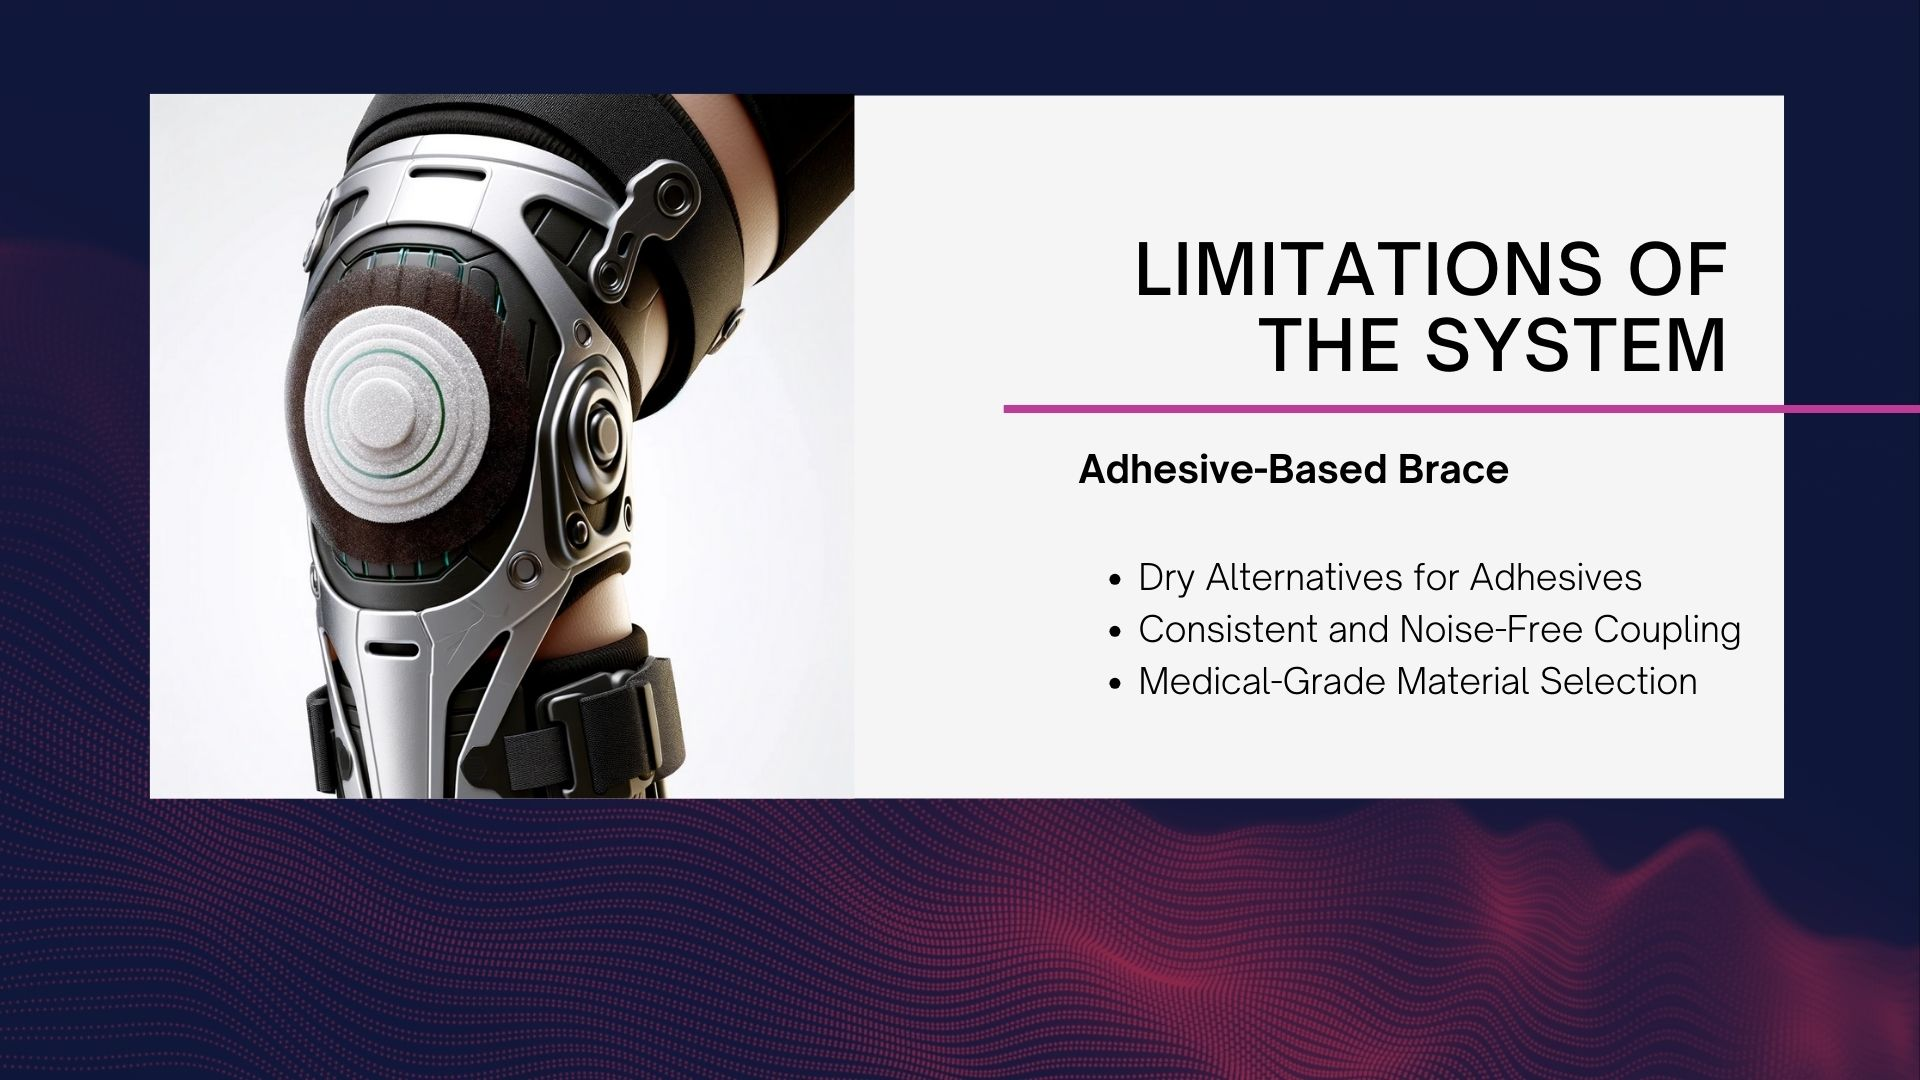 LIMITATIONS OF
THE SYSTEM
Adhesive-Based Brace
• Dry Alternatives for Adhesives
• Consistent and Noise-Free Coupling
• Medical-Grade Material Selection